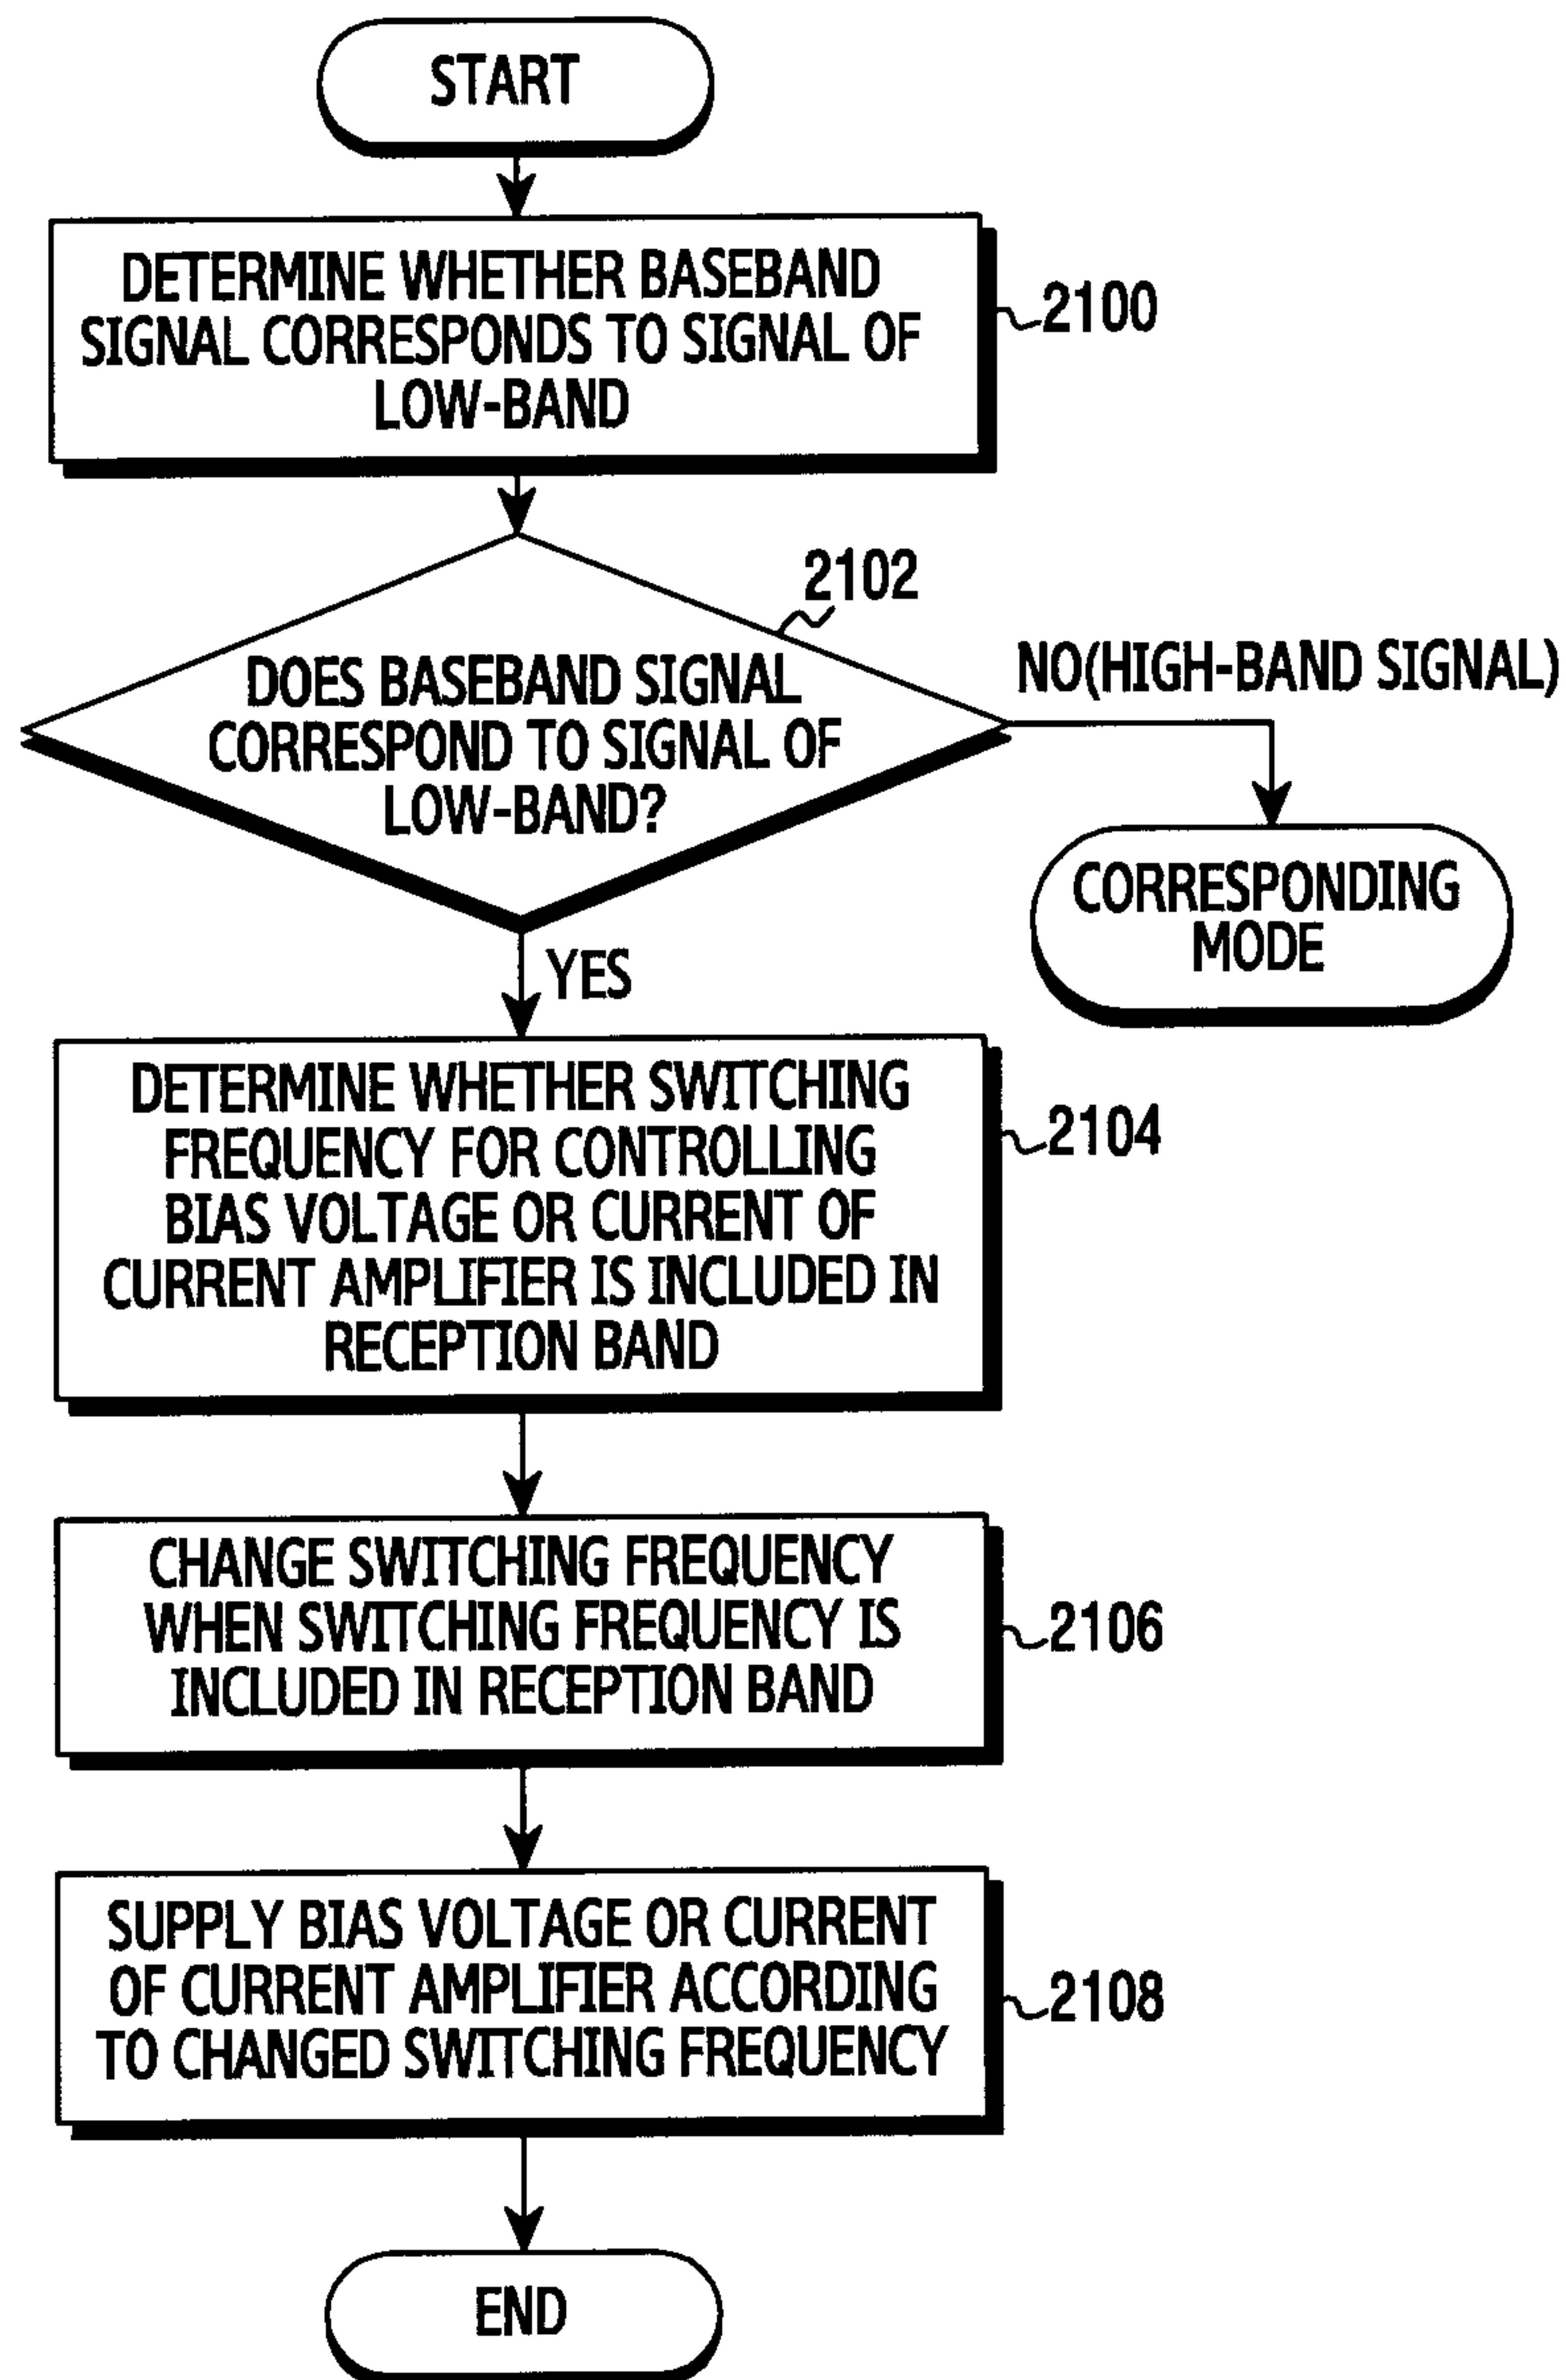 START
DETERMINE WHETHER BASEBAND
SIGNAL CORRESPONDS TO SIGNAL OF
LOW-BAND
2100
2102
DOES BASEBAND SIGNAL
CORRESPOND TO SIGNAL OF
LOW-BAND?
NO(HIGH-BAND SIGNAL)
CORRESPONDING
MODE
YES
DETERMINE WHETHER SWITCHING
FREQUENCY FOR CONTROLLING
BIAS VOLTAGE OR CURRENT OF
CURRENT AMPLIFIER IS INCLUDED IN
RECEPTION BAND
2104
CHANGE SWITCHING FREQUENCY
WHEN SWITCHING FREQUENCY IS
INCLUDED IN RECEPTION BAND
2106
SUPPLY BIAS VOLTAGE OR CURRENT
OF CURRENT AMPLIFIER ACCORDING
TO CHANGED SWITCHING FREQUENCY
2108
END